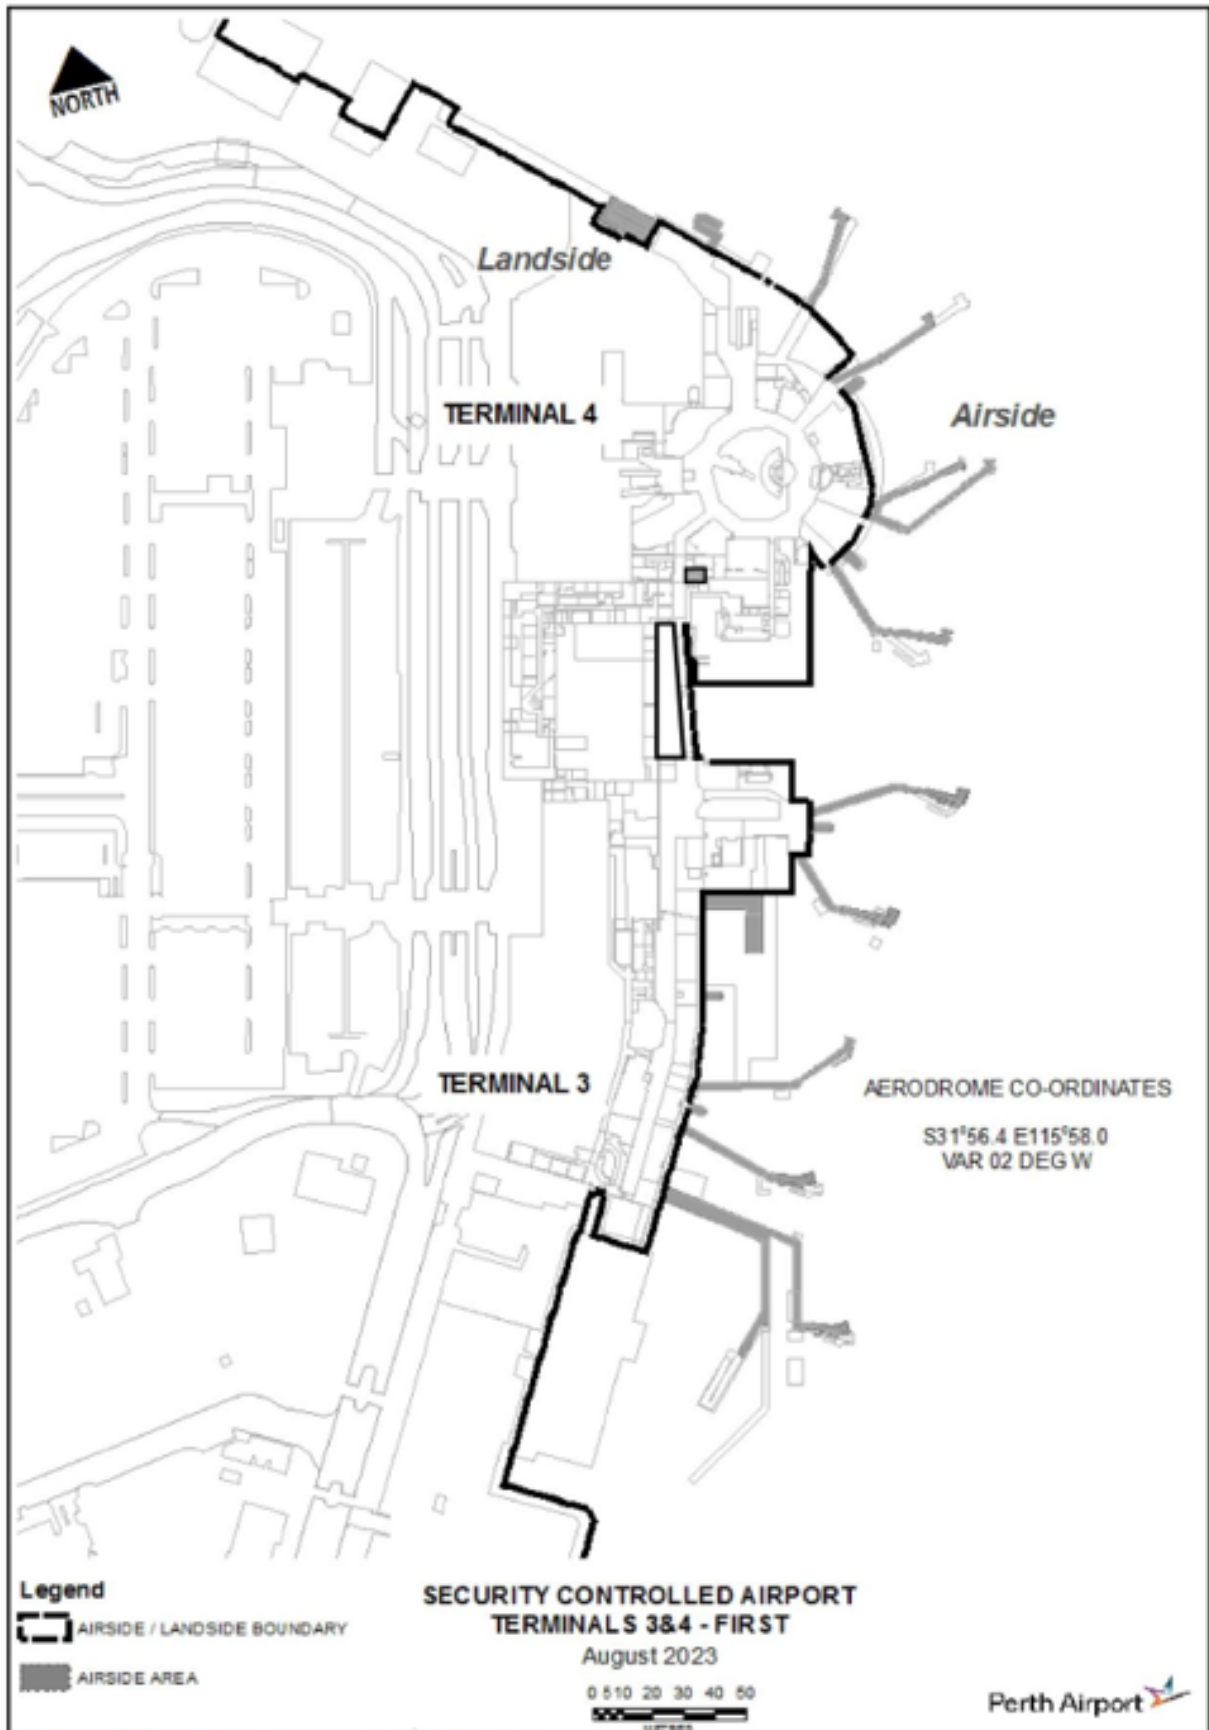 NORTH
Landside
TERMINAL 4
Airside
TERMINAL 3
AERODROME CO-ORDINATES
S31°56.4 E115°58.0
VAR 02 DEG W
Legend
AIRSIDE / LANDSIDE BOUNDARY
AIRSIDE AREA
SECURITY CONTROLLED AIRPORT
TERMINALS 3&4 - FIRST
August 2023
0 5 10 20 30 40 50
METRES
Perth Airport